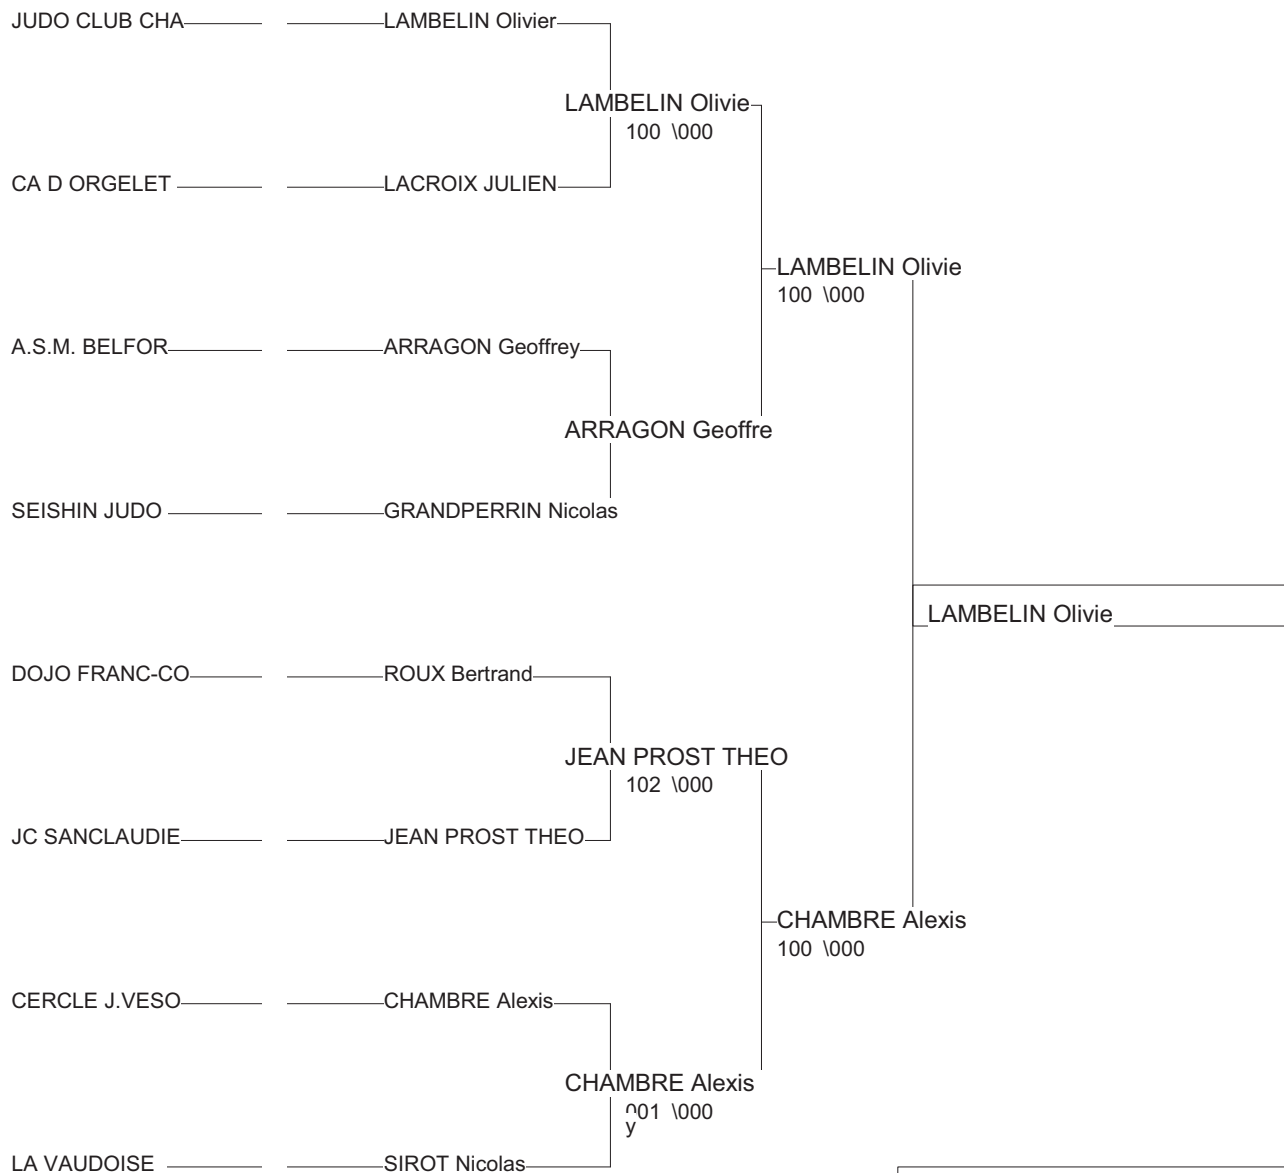 JUDO CLUB CHA LAMBELIN Olivier
LAMBELIN Olivie
100 \000
CA D ORGELET LACROIX JULIEN
LAMBELIN Olivie
100 \000
A.S.M. BELFOR ARRAGON Geoffrey
ARRAGON Geoffre
SEISHIN JUDO GRANDPERRIN Nicolas
LAMBELIN Olivie
DOJO FRANC-CO ROUX Bertrand
JEAN PROST THEO
102 \000
JC SANCLAUDIE JEAN PROST THEO
CHAMBRE Alexis
100 \000
CERCLE J.VESO CHAMBRE Alexis
CHAMBRE Alexis
001 \000
y
LA VAUDOISE SIROT Nicolas